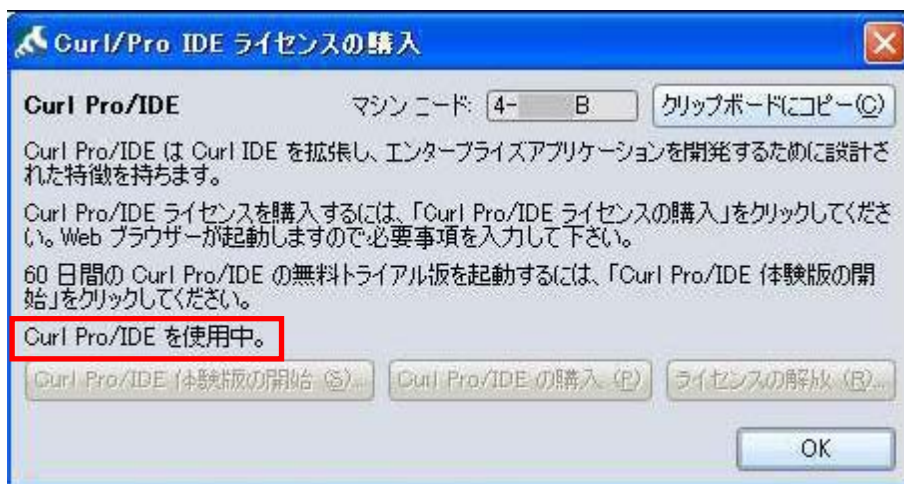 Curl/Pro IDE ライセンスの購入
Curl Pro/IDE マシン コード: 4- B クリップボードにコピー(C)
Curl Pro/IDE は Curl IDE を拡張し、エンタープライズアプリケーションを開発するために設計さ
れた特徴を持ちます。
Curl Pro/IDE ライセンスを購入するには、「Curl Pro/IDE ライセンスの購入」をクリックしてくださ
い。Web ブラウザーが起動しますので必要事項を入力して下さい。
60 日間の Curl Pro/IDE の無料トライアル版を起動するには、「Curl Pro/IDE 体験版の開
始」をクリックしてください。
Curl Pro/IDE を使用中。
Curl Pro/IDE 体験版の開始 (S)... Curl Pro/IDE の購入 (P) ライセンスの解放 (R)...
OK